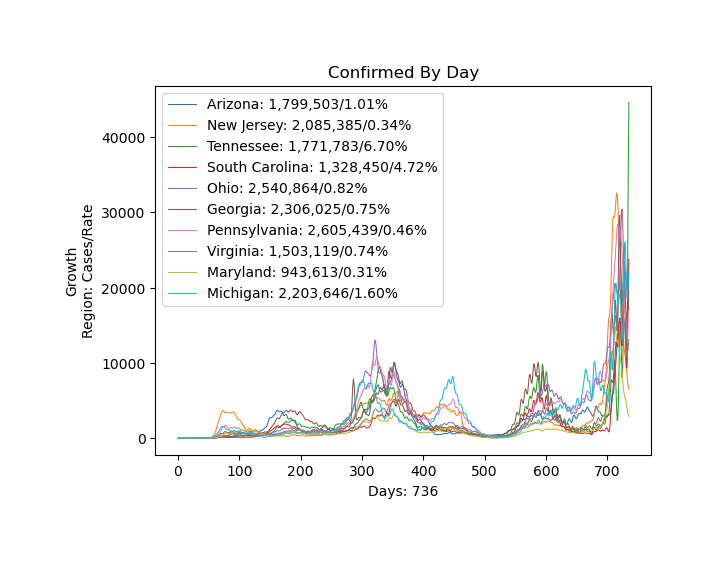 Confirmed By Day
Arizona: 1,799,503/1.01%
New Jersey: 2,085,385/0.34%
Tennessee: 1,771,783/6.70%
South Carolina: 1,328,450/4.72%
Ohio: 2,540,864/0.82%
Georgia: 2,306,025/0.75%
Pennsylvania: 2,605,439/0.46%
Virginia: 1,503,119/0.74%
Maryland: 943,613/0.31%
Michigan: 2,203,646/1.60%
Growth
Region: Cases/Rate
40000
30000
20000
10000
0
0 100 200 300 400 500 600 700
Days: 736